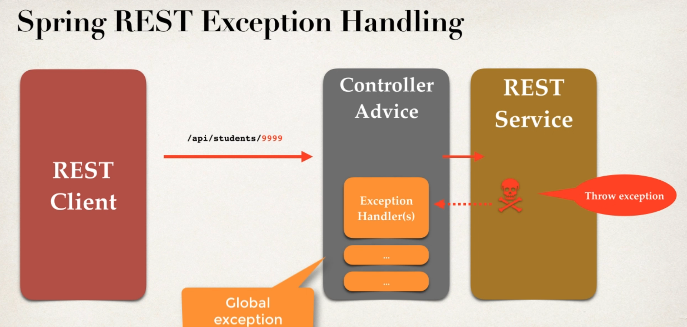 Spring REST Exception Handling
REST
Client
/api/students/9999
Controller
Advice
Exception
Handler(s)
...
...
Global
exception
REST
Service
Throw exception